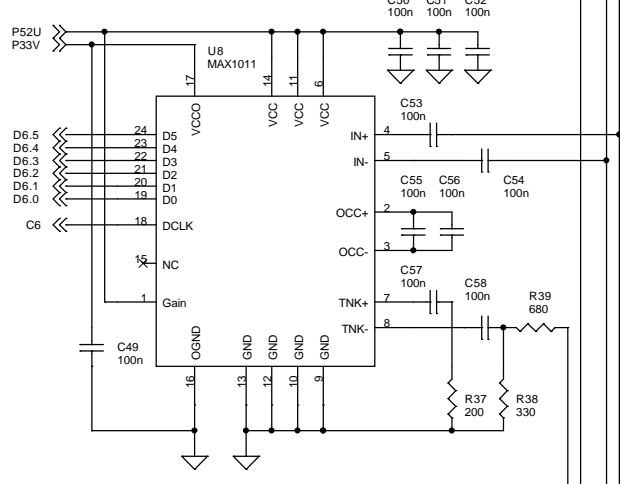 C50 C51 C52
100n 100n 100n
P52U
P33V
U8
MAX1011
17 14 11 6
VCCO VCC VCC VCC
C53
100n
D6.5 24 D5 IN+ 4
D6.4 23 D4
D6.3 22 D3 IN- 5
D6.2 21 D2
D6.1 20 D1
D6.0 19 D0
C55 C56 C54
100n 100n 100n
OCC+ 2
C6 18 DCLK
OCC- 3
15 NC
C57 C58
100n 100n
R39
680
1 Gain TNK+ 7
TNK- 8
C49
100n
OGND GND GND GND GND
16 13 12 10 9
R37 R38
200 330